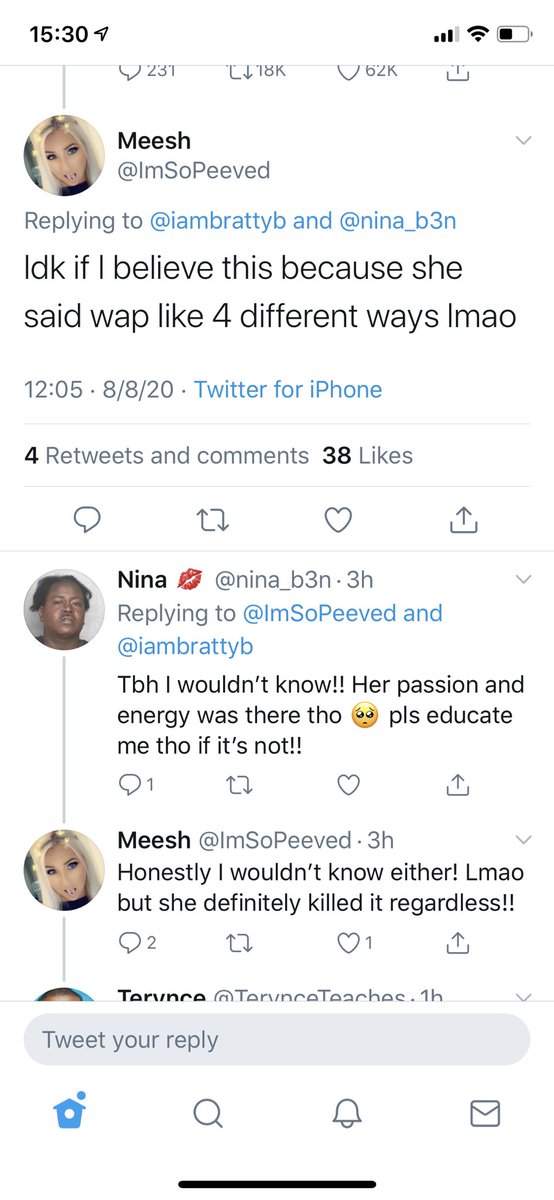 15:30
231 18K 62K
Meesh
@ImSoPeeved
Replying to @iambrattyb and @nina_b3n
Idk if I believe this because she
said wap like 4 different ways lmao
12:05 · 8/8/20 · Twitter for iPhone
4 Retweets and comments 38 Likes
Nina 💋 @nina_b3n · 3h
Replying to @ImSoPeeved and
@iambrattyb
Tbh I wouldn’t know!! Her passion and
energy was there tho 🥺 pls educate
me tho if it’s not!!
1
Meesh @ImSoPeeved · 3h
Honestly I wouldn’t know either! Lmao
but she definitely killed it regardless!!
2 1
Terynce @TerynceTeaches · 1h
Tweet your reply